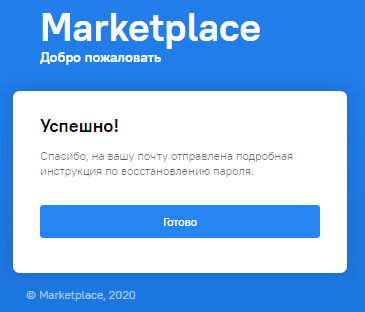 Marketplace
Добро пожаловать
Успешно!
Спасибо, на вашу почту отправлена подробная
инструкция по восстановлению пароля.
Готово
© Marketplace, 2020